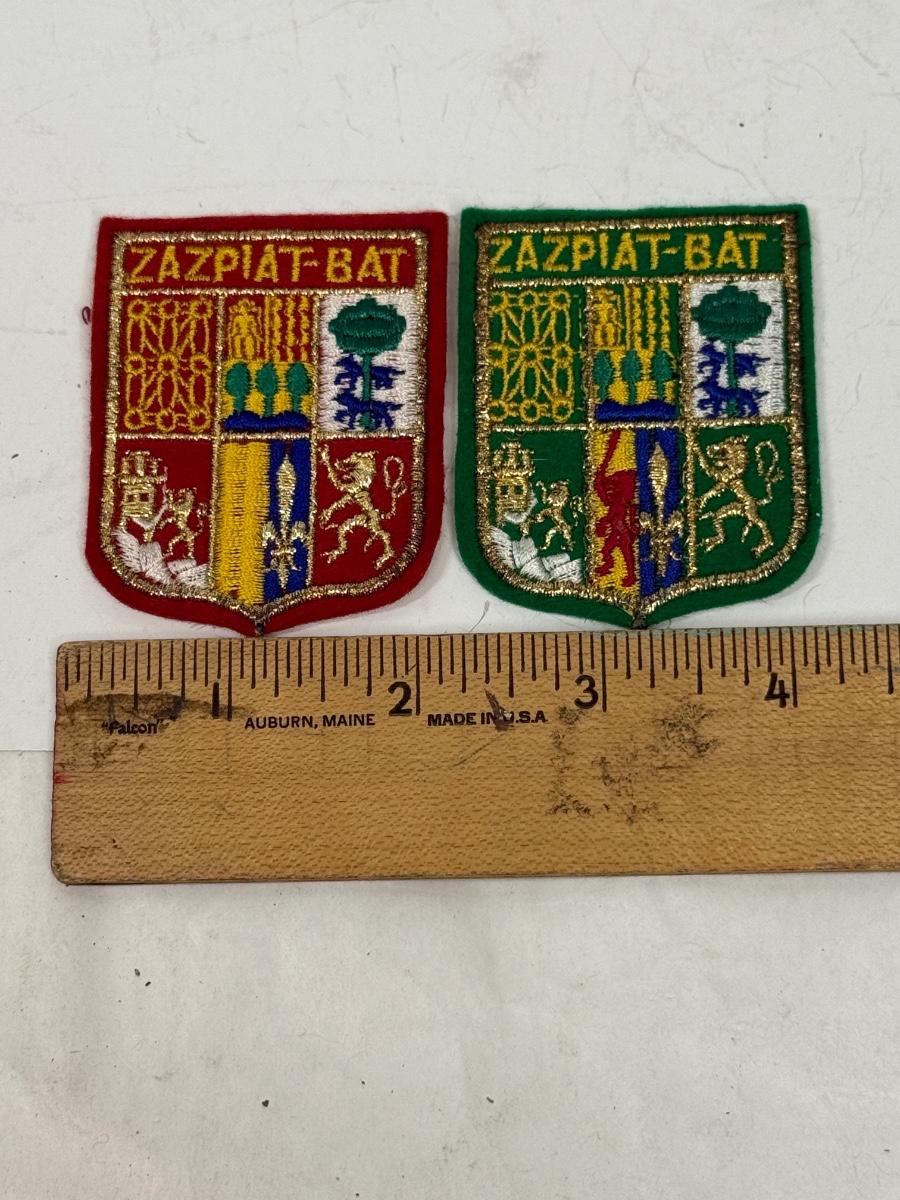 ZAZPIAT-BAT
ZAZPIAT-BAT
1 2 3 4
"Falcon" AUBURN, MAINE MADE IN U.S.A